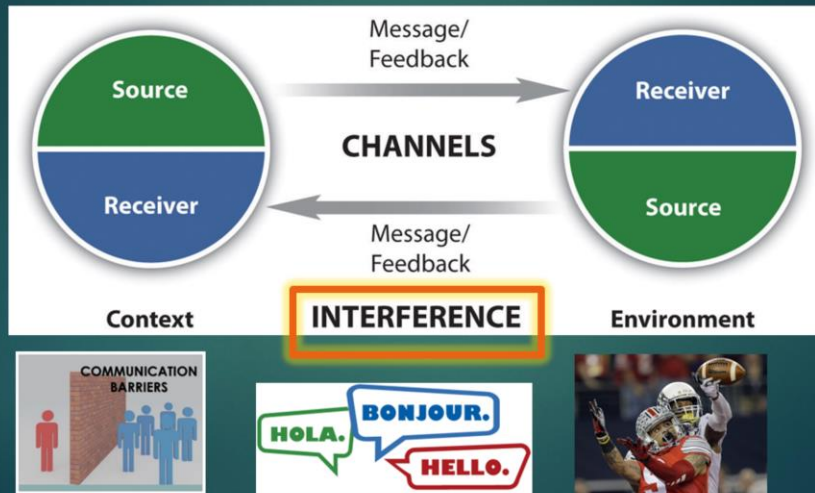 Message/
Feedback
Source
Receiver
CHANNELS
Receiver
Source
Message/
Feedback
Context
INTERFERENCE
Environment
COMMUNICATION
BARRIERS
HOLA.
BONJOUR.
HELLO.